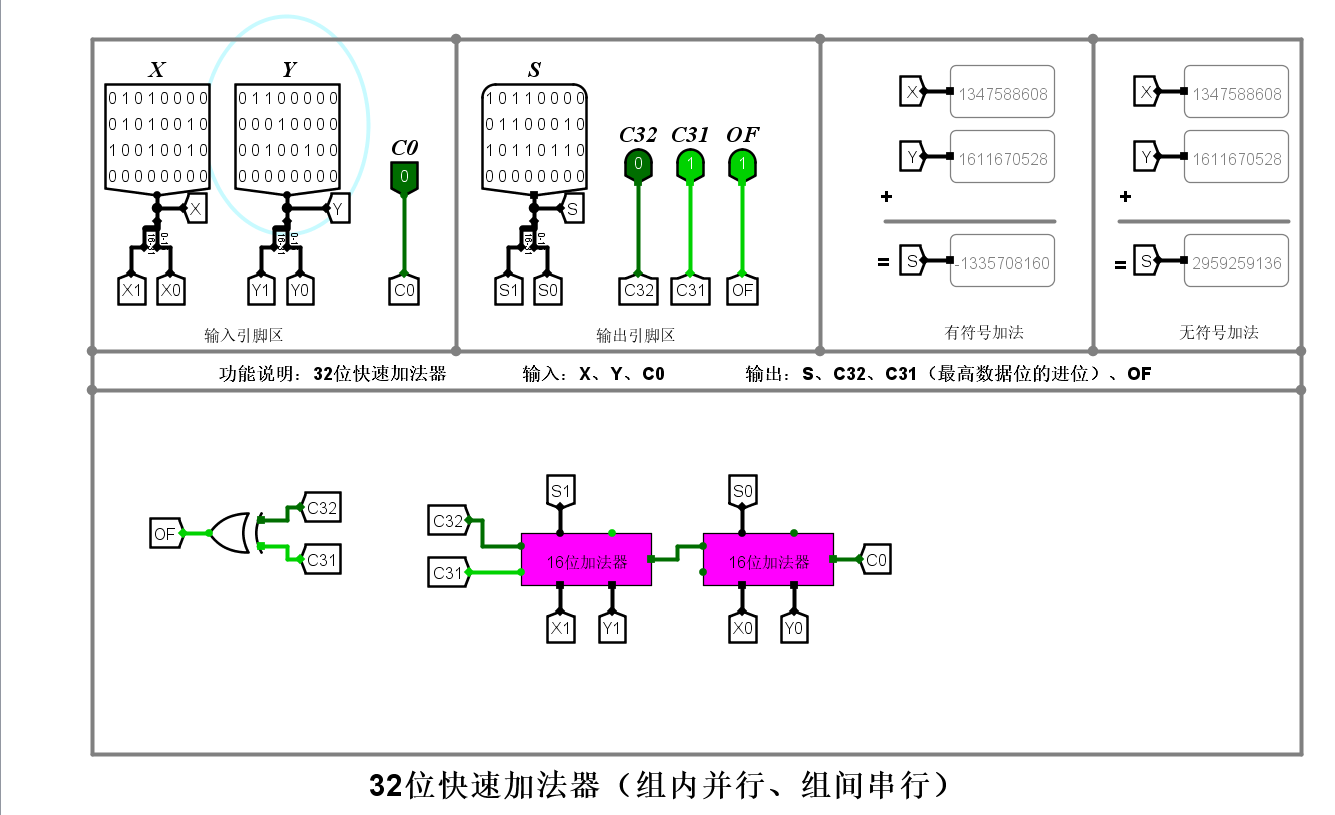 X
01010000
01010010
10010010
00000000
X
X1 X0
Y
01100000
00010000
00100100
00000000
Y
Y1 Y0
C0
0
C0
输入引脚区
S
10110000
01100010
10110110
00000000
S
S1 S0
C32 C31 OF
0 1 1
C32 C31 OF
输出引脚区
X 1347588608
Y 1611670528
+
= S -1335708160
有符号加法
X 1347588608
Y 1611670528
+
= S 2959259136
无符号加法
功能说明：32位快速加法器 输入：X、Y、C0 输出：S、C32、C31（最高数据位的进位）、OF
OF C32
C31
S1 S0
C32
C31
16位加法器 16位加法器 C0
X1 Y1 X0 Y0
32位快速加法器（组内并行、组间串行）